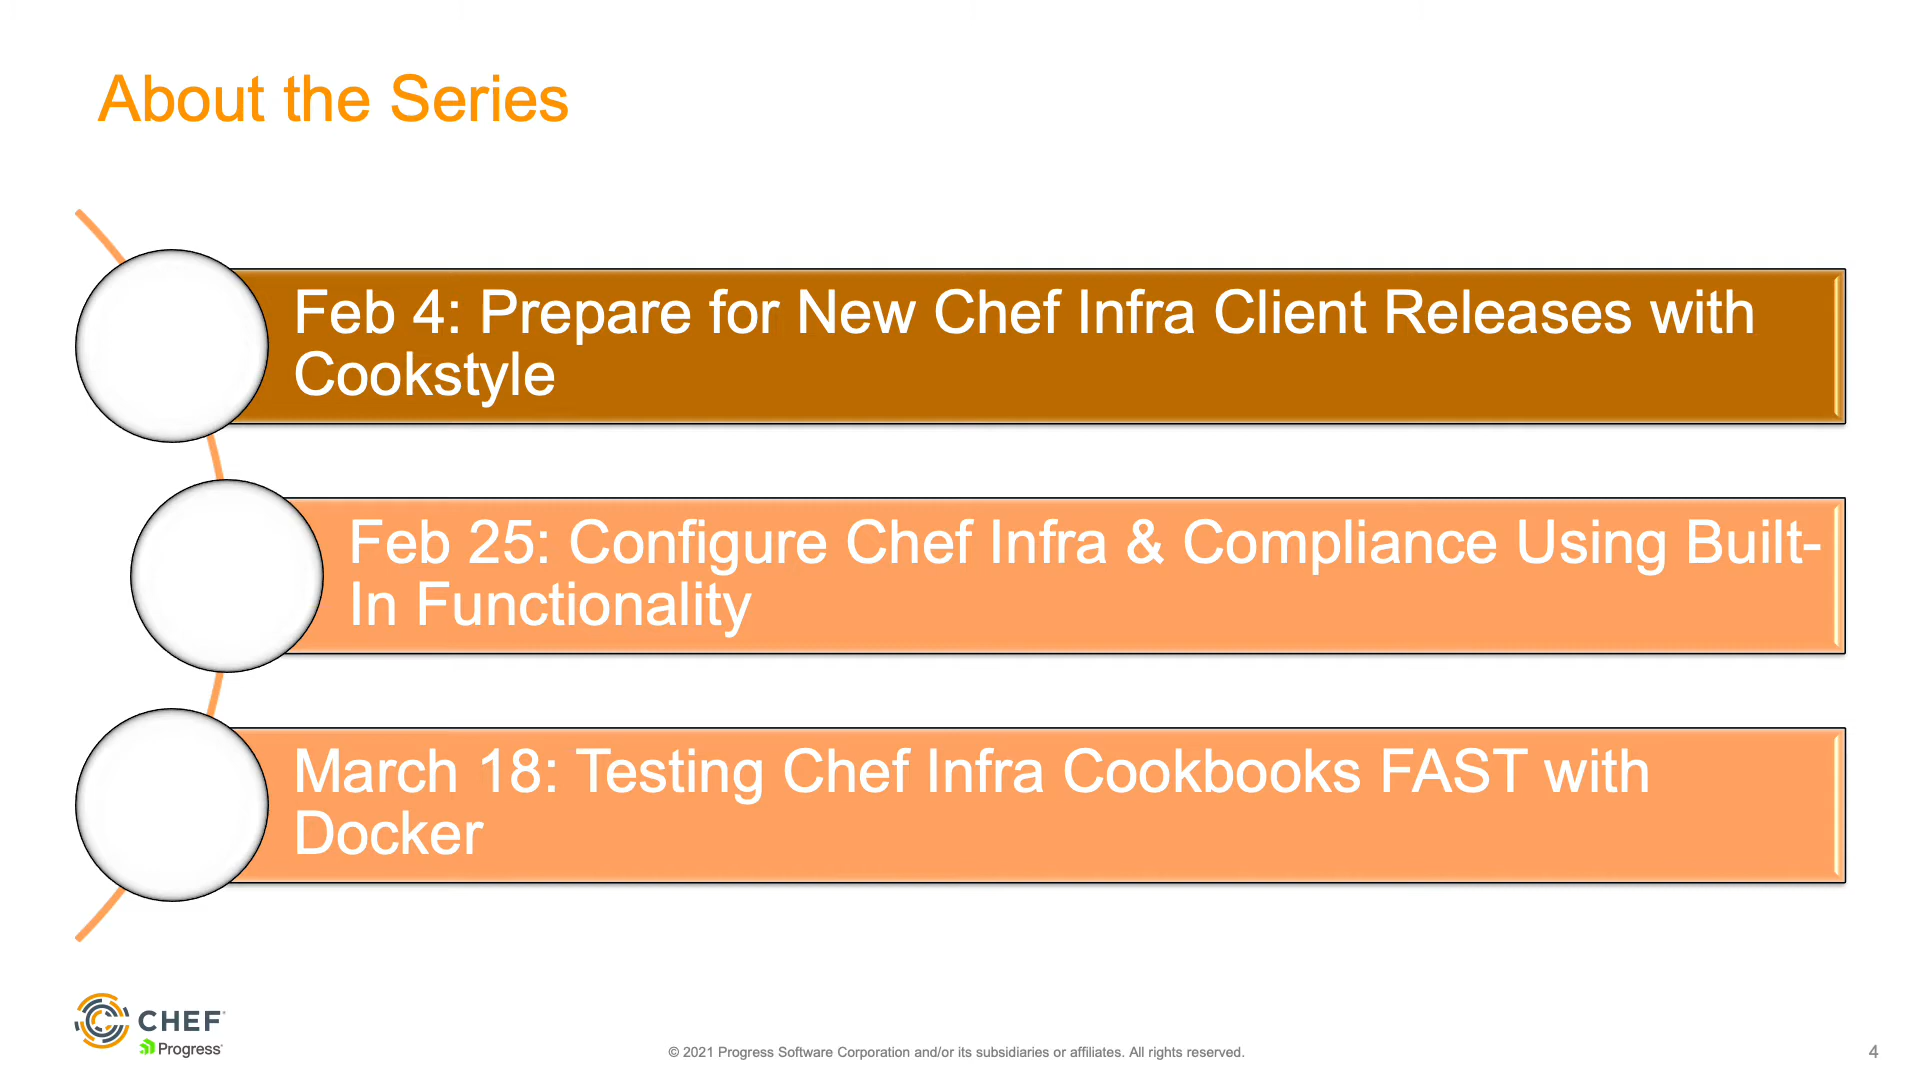 About the Series
Feb 4: Prepare for New Chef Infra Client Releases with
Cookstyle
Feb 25: Configure Chef Infra & Compliance Using Built-
In Functionality
March 18: Testing Chef Infra Cookbooks FAST with
Docker
CHEF
Progress
© 2021 Progress Software Corporation and/or its subsidiaries or affiliates. All rights reserved.
4